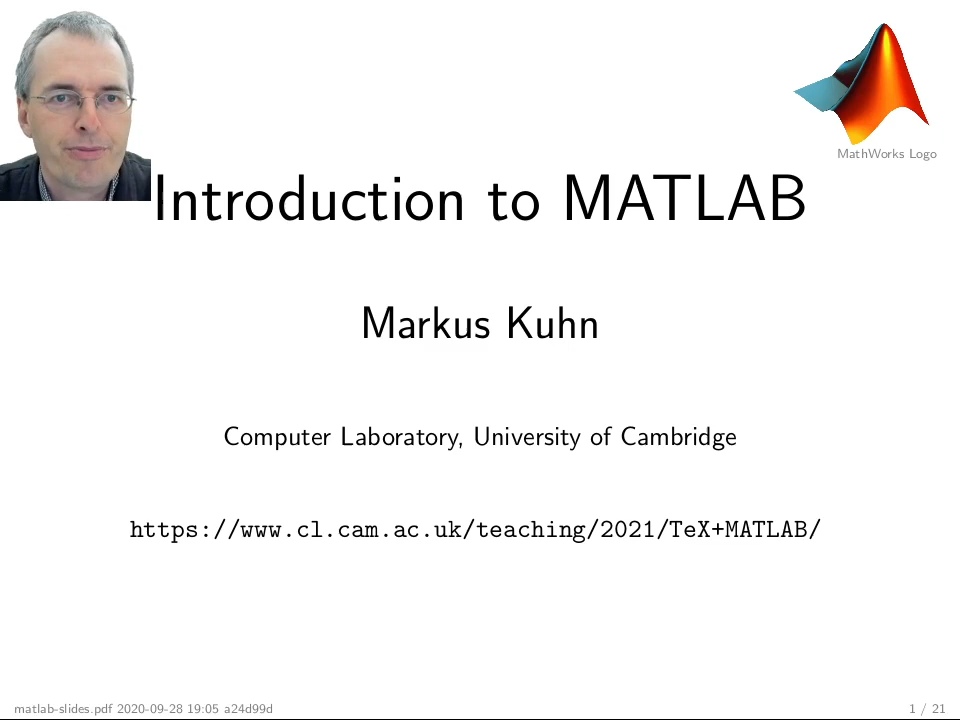 MathWorks Logo
Introduction to MATLAB
Markus Kuhn
Computer Laboratory, University of Cambridge
https://www.cl.cam.ac.uk/teaching/2021/TeX+MATLAB/
matlab-slides.pdf 2020-09-28 19:05 a24d99d
1 / 21